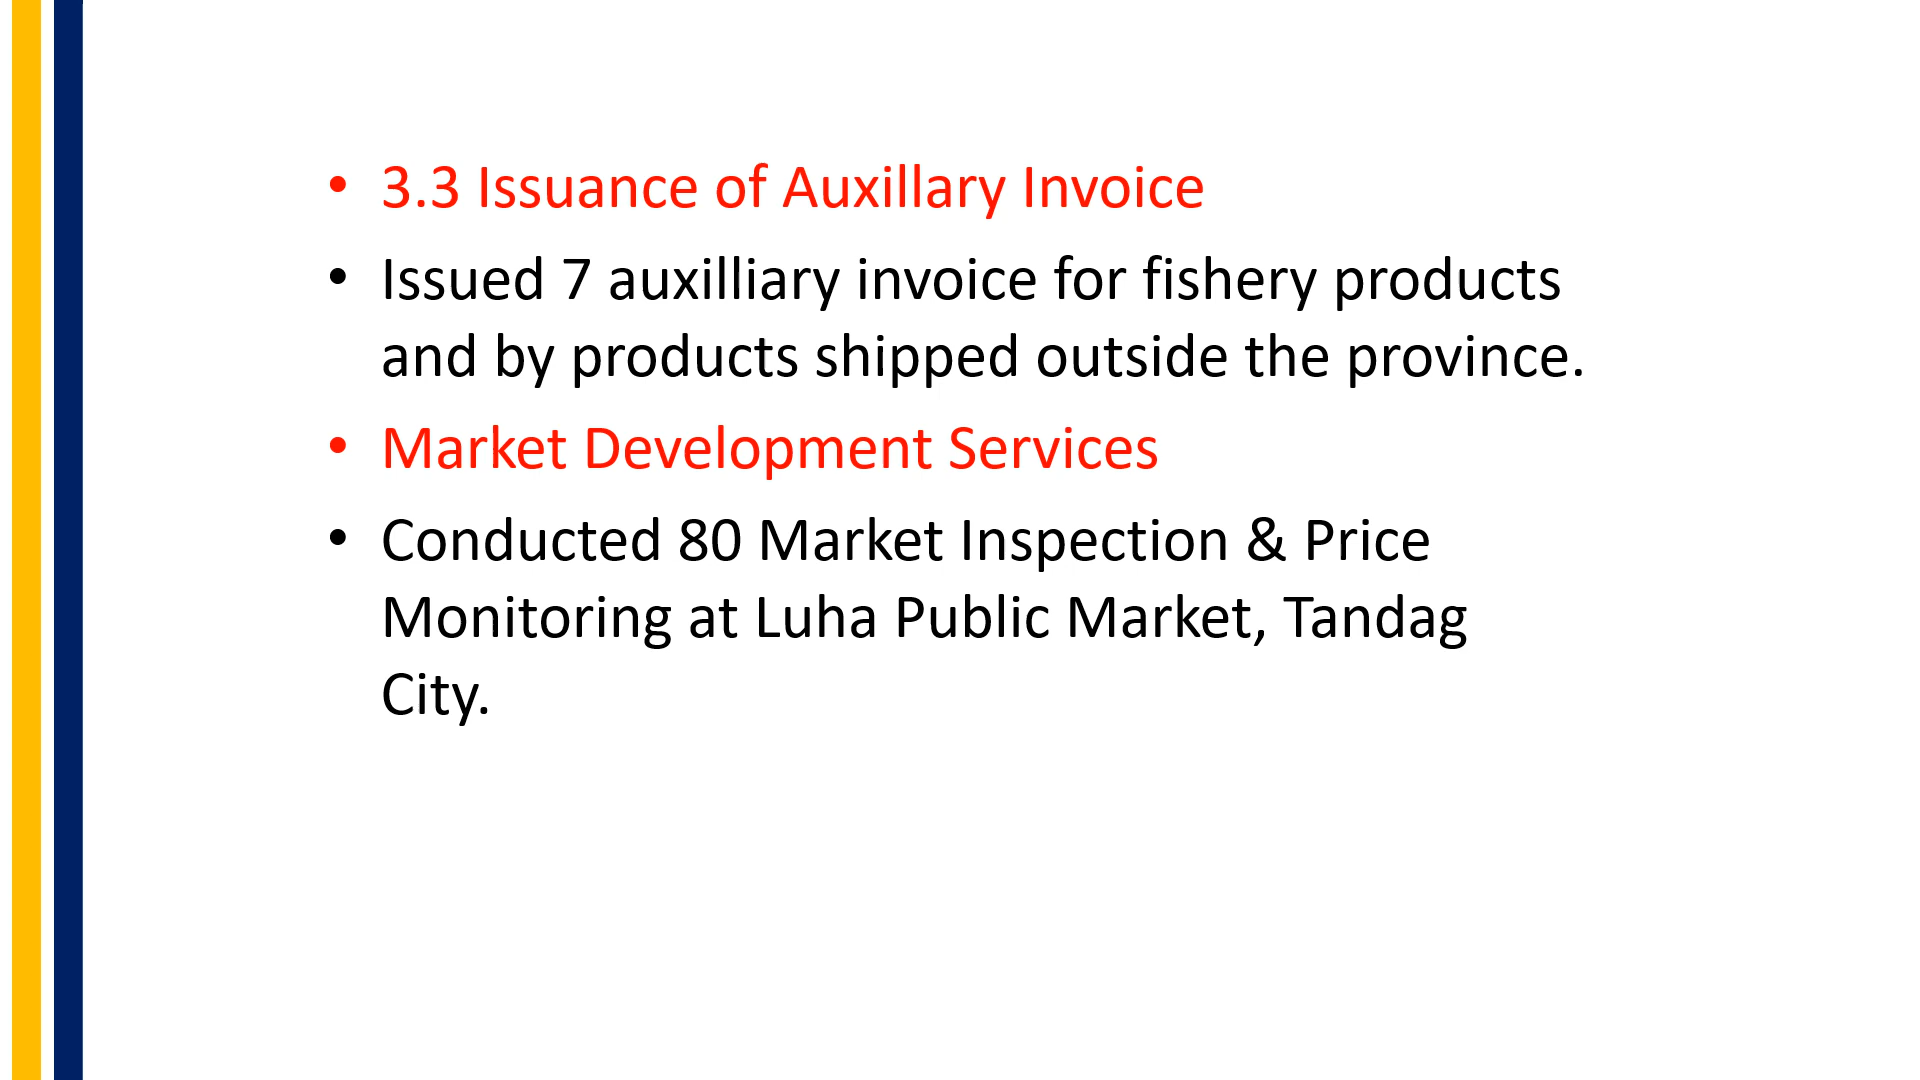 • 3.3 Issuance of Auxillary Invoice
• Issued 7 auxilliary invoice for fishery products
and by products shipped outside the province.
• Market Development Services
• Conducted 80 Market Inspection & Price
Monitoring at Luha Public Market, Tandag
City.